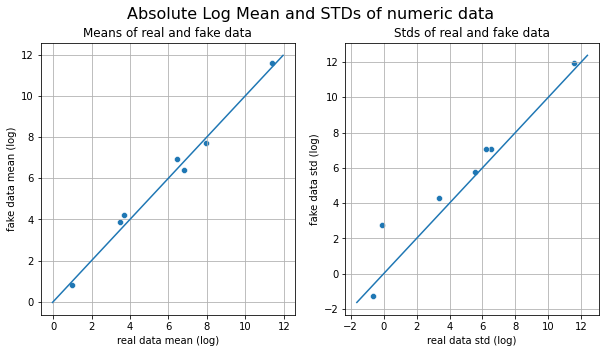 Absolute Log Mean and STDs of numeric data
Means of real and fake data
12
10
8
6
4
2
0
fake data mean (log)
0 2 4 6 8 10 12
real data mean (log)
Stds of real and fake data
12
10
8
6
4
2
0
−2
fake data std (log)
−2 0 2 4 6 8 10 12
real data std (log)